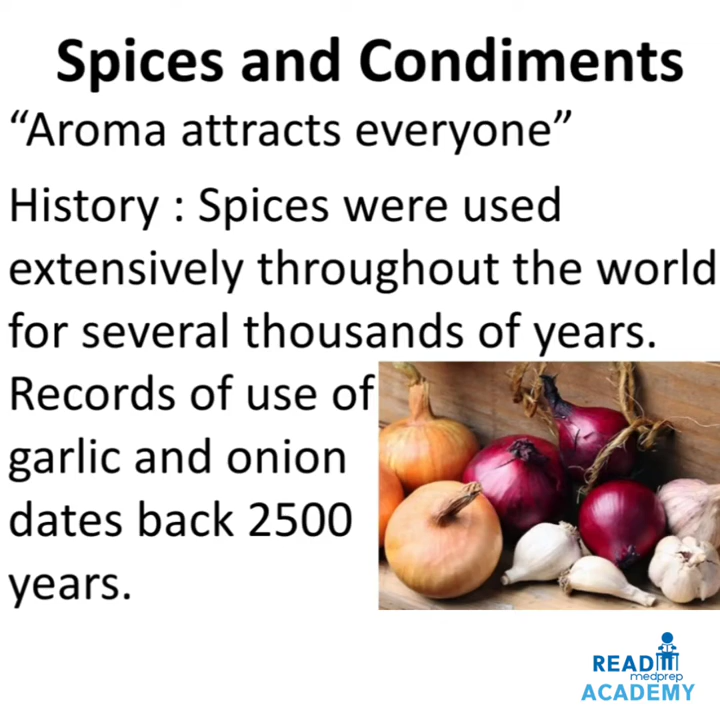 Spices and Condiments
“Aroma attracts everyone”
History : Spices were used
extensively throughout the world
for several thousands of years.
Records of use of
garlic and onion
dates back 2500
years.
READ
medprep
ACADEMY